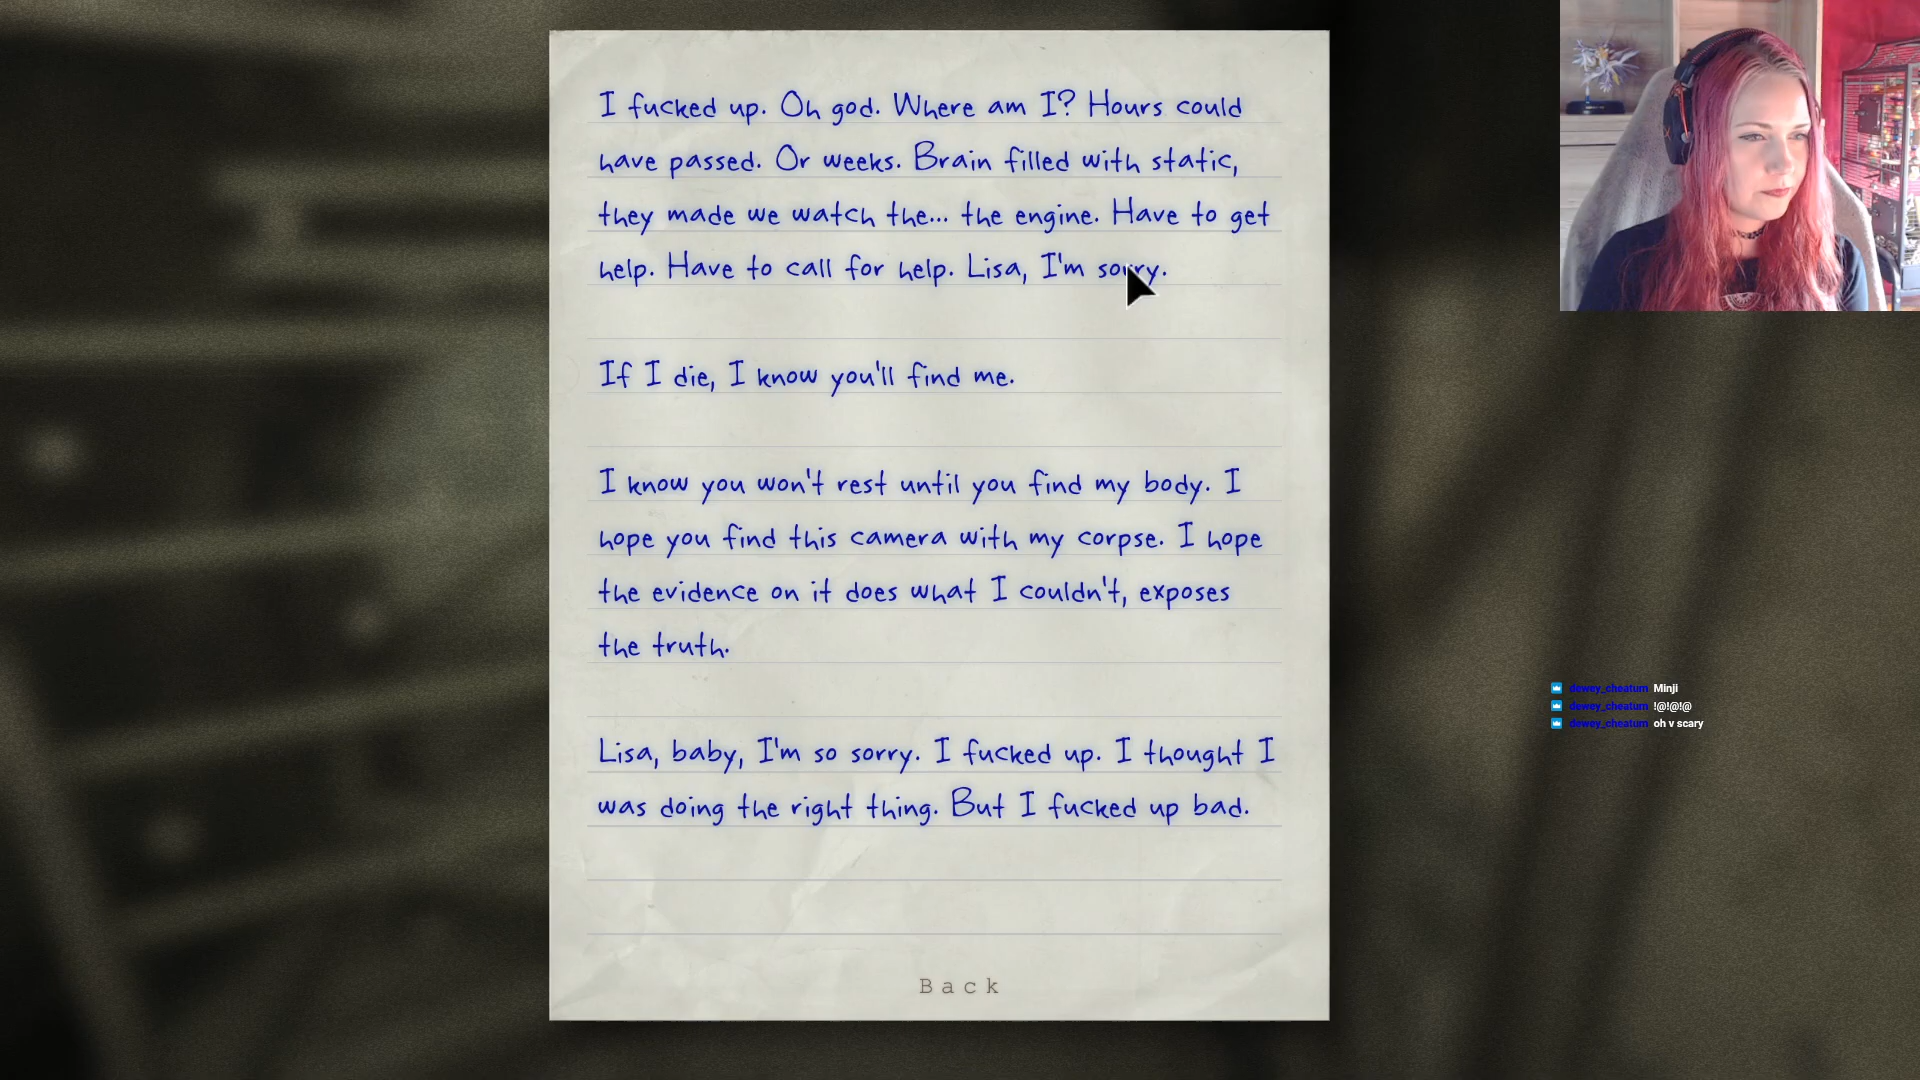 I fucked up. Oh god. Where am I? Hours could
have passed. Or weeks. Brain filled with static,
they made we watch the... the engine. Have to get
help. Have to call for help. Lisa, I'm sorry.
If I die, I know you'll find me.
I know you won't rest until you find my body. I
hope you find this camera with my corpse. I hope
the evidence on it does what I couldn't, exposes
the truth.
Lisa, baby, I'm so sorry. I fucked up. I thought I
was doing the right thing. But I fucked up bad.
Back
dewey_cheatum Minji
dewey_cheatum !@!@!@
dewey_cheatum oh v scary